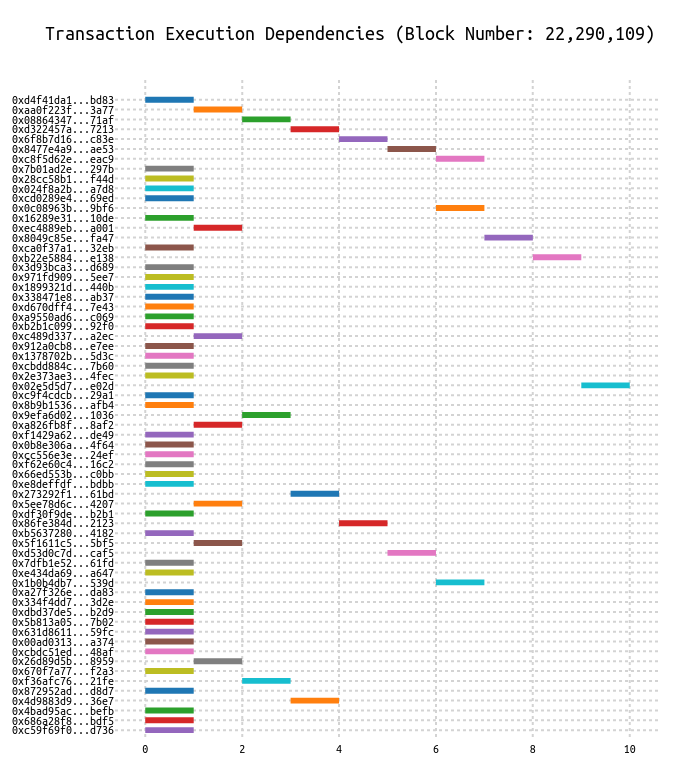 Transaction Execution Dependencies (Block Number: 22,290,109)
0xd4f41da1...bd83
0xaa0f223f...3a77
0x08864347...71af
0xd322457a...7213
0x6f8b7d16...c83e
0x8477e4a9...ae53
0xc8f5d62e...eac9
0x7b01ad2e...297b
0x28cc58b1...f44d
0x024f8a2b...a7d8
0xcd0289e4...69ed
0x0c08963b...9bf6
0x16289e31...10de
0xec4889eb...a001
0x8049c85e...fa47
0xca0f37a1...32eb
0xb22e5884...e138
0x3d93bca3...d689
0x971fd909...5ee7
0x1899321d...440b
0x338471e8...ab37
0xd670dff4...7e43
0xa9550ad6...c069
0xb2b1c099...92f0
0xc489d337...a2ec
0x912a0cb8...e7ee
0x1378702b...5d3c
0xcbdd884c...7b60
0x2e373ae3...4fec
0x02e5d5d7...e02d
0xc9f4cdcb...29a1
0x8b9b1536...afb4
0x9efa6d02...1036
0xa826fb8f...8af2
0xf1429a62...de49
0x0b8e306a...4f64
0xcc556e3e...24ef
0xf62e60c4...16c2
0x66ed553b...c0bb
0xe8deffdf...bdbb
0x273292f1...61bd
0x5ee78d6c...4207
0xdf30f9de...b2b1
0x86fe384d...2123
0xb5637280...4182
0x5f1611c5...5bf5
0xd53d0c7d...caf5
0x7dfb1e52...61fd
0xe434da69...a647
0x1b0b4db7...539d
0xa27f326e...da83
0x334f4dd7...3d2e
0xdbd37de5...b2d9
0x5b813a05...7b02
0x631d8611...59fc
0x00ad0313...a374
0xcbdc51ed...48af
0x26d89d5b...8959
0x670f7a77...f2a3
0xf36afc76...21fe
0x872952ad...d8d7
0x4d9883d9...36e7
0x4bad95ac...befb
0x686a28f8...bdf5
0xc59f69f0...d736
0 2 4 6 8 10